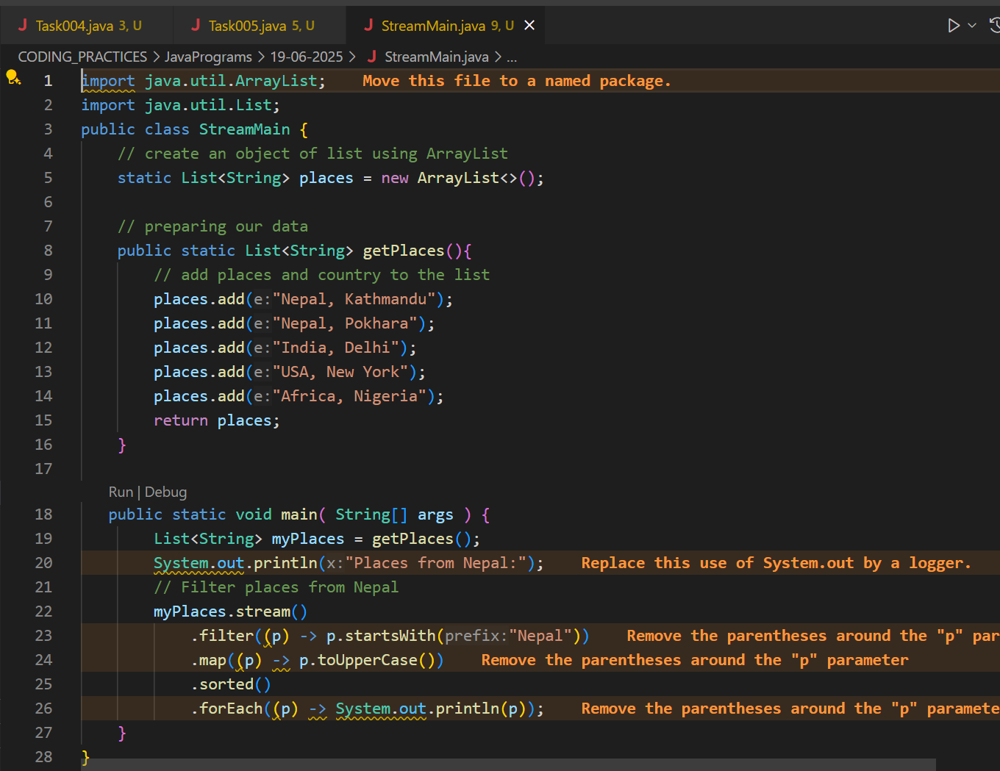 Task004.java 3, U Task005.java 5, U StreamMain.java 9, U
CODING_PRACTICES > JavaPrograms > 19-06-2025 > StreamMain.java > ...
1 import java.util.ArrayList; Move this file to a named package.
2 import java.util.List;
3 public class StreamMain {
4 // create an object of list using ArrayList
5 static List<String> places = new ArrayList<>();
6
7 // preparing our data
8 public static List<String> getPlaces(){
9 // add places and country to the list
10 places.add(e:"Nepal, Kathmandu");
11 places.add(e:"Nepal, Pokhara");
12 places.add(e:"India, Delhi");
13 places.add(e:"USA, New York");
14 places.add(e:"Africa, Nigeria");
15 return places;
16 }
17
Run | Debug
18 public static void main( String[] args ) {
19 List<String> myPlaces = getPlaces();
20 System.out.println(x:"Places from Nepal:"); Replace this use of System.out by a logger.
21 // Filter places from Nepal
22 myPlaces.stream()
23 .filter((p) -> p.startsWith(prefix:"Nepal")) Remove the parentheses around the "p" par
24 .map((p) -> p.toUpperCase()) Remove the parentheses around the "p" parameter
25 .sorted()
26 .forEach((p) -> System.out.println(p)); Remove the parentheses around the "p" paramete
27 }
28 }